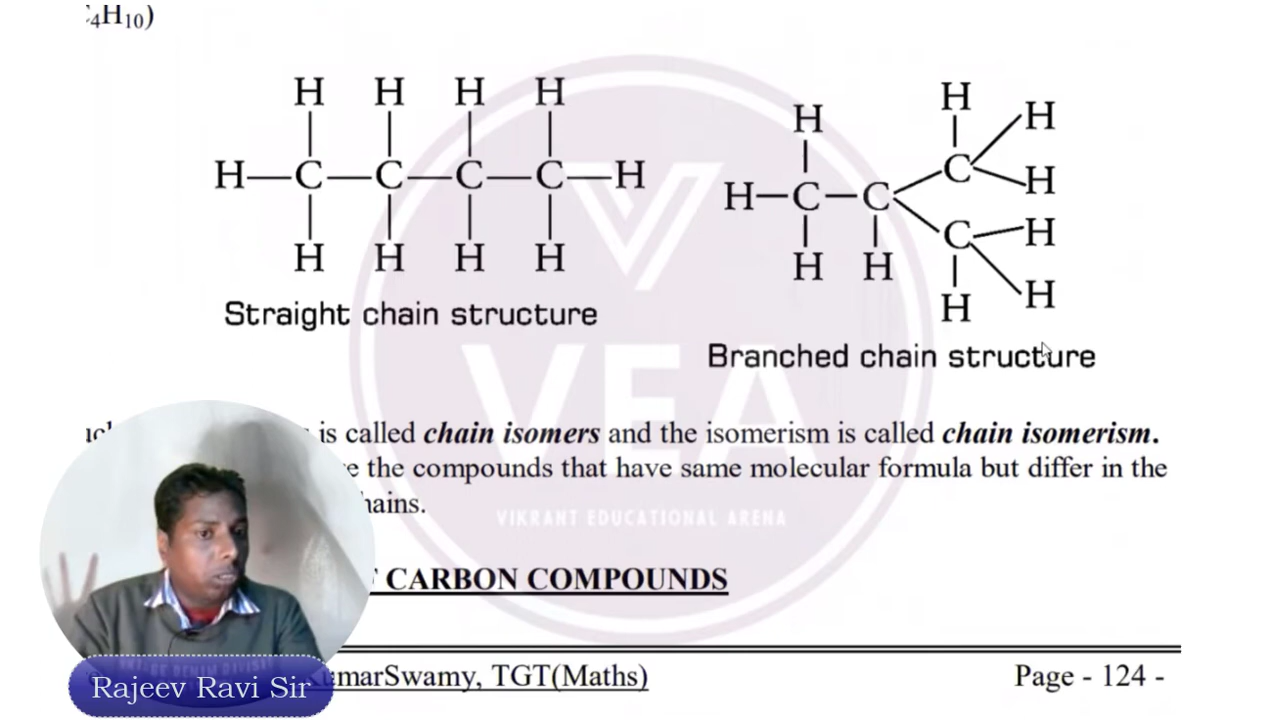 ₄H₁₀)
H H H H H H
H
H—C—C—C—C—H H—C—C C H
C H
H H H H H H H H
Straight chain structure
Branched chain structure
VEA
is called chain isomers and the isomerism is called chain isomerism.
the compounds that have same molecular formula but differ in the
VIKRANT EDUCATIONAL ARENA
CARBON COMPOUNDS
marSwamy, TGT(Maths) Page - 124 -
Rajeev Ravi Sir